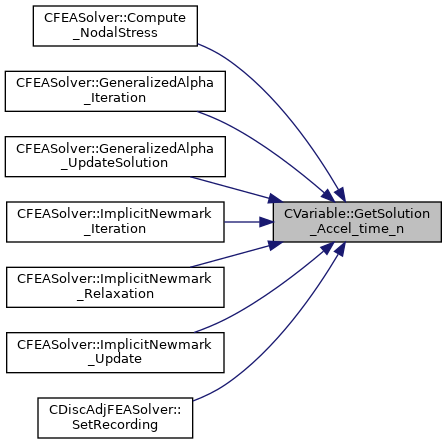 CFEASolver::Compute
_NodalStress
CFEASolver::GeneralizedAlpha
_Iteration
CFEASolver::GeneralizedAlpha
_UpdateSolution
CFEASolver::ImplicitNewmark
_Iteration
CFEASolver::ImplicitNewmark
_Relaxation
CFEASolver::ImplicitNewmark
_Update
CDiscAdjFEASolver::
SetRecording
CVariable::GetSolution
_Accel_time_n